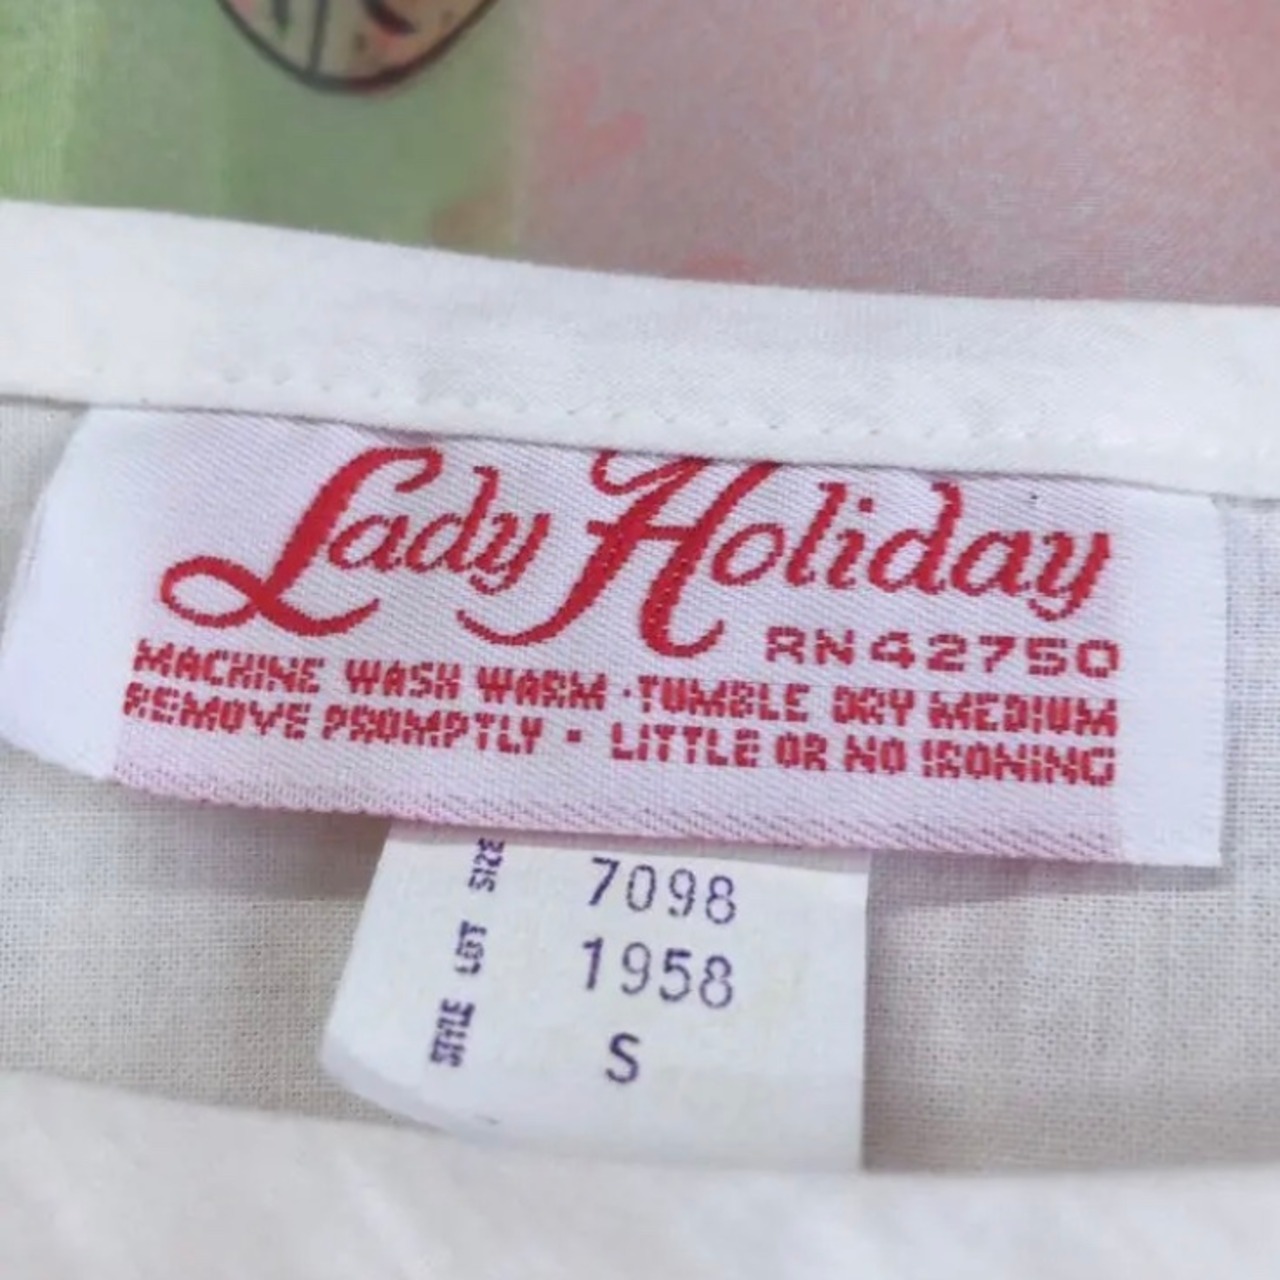 Lady Holiday
RN42750
MACHINE WASH WARM · TUMBLE DRY MEDIUM
REMOVE PROMPTLY · LITTLE OR NO IRONING
STYLE LOT SIZE
7098
1958
S